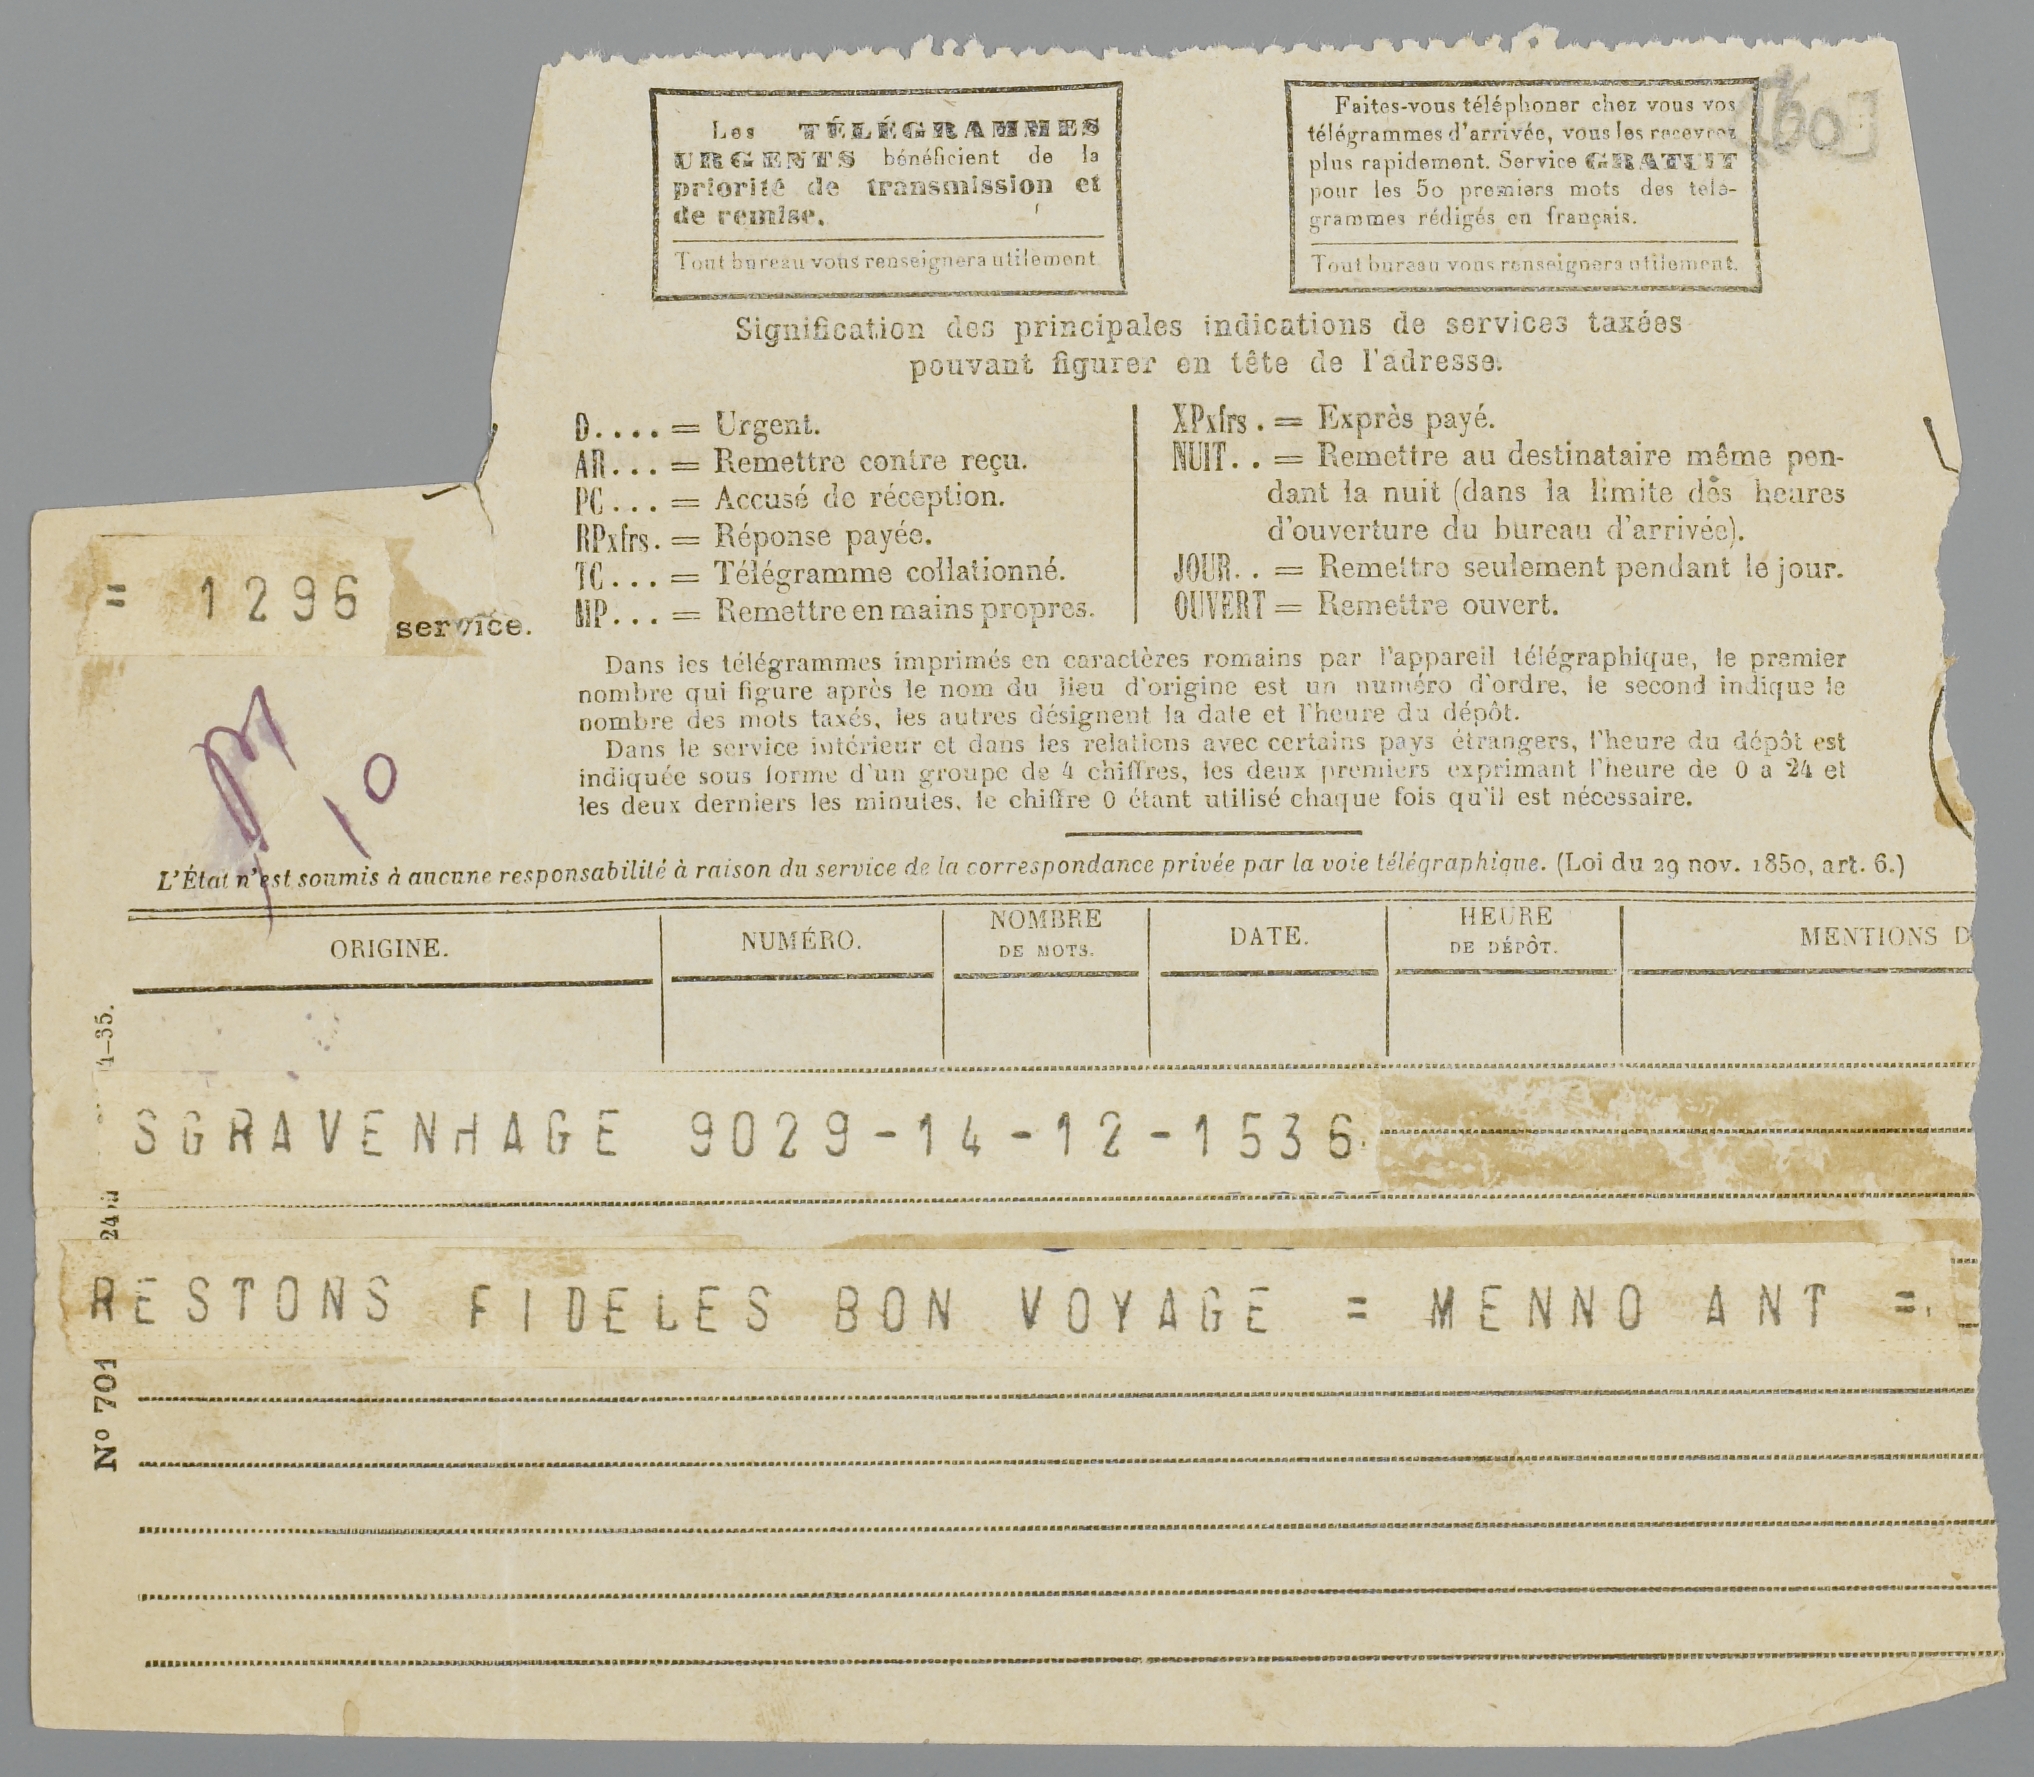 Les TÉLÉGRAMMES
URGENTS bénéficient de la
priorité de transmission et
de remise.
Tout bureau vous renseignera utilement.
Faites-vous téléphoner chez vous vos
télégrammes d'arrivée, vous les recevrez
plus rapidement. Service GRATUIT
pour les 50 premiers mots des télé-
grammes rédigés en français.
Tout bureau vous renseignera utilement.
[60]
Signification des principales indications de services taxées
pouvant figurer en tête de l'adresse.
D.... = Urgent.
AR... = Remettre contre reçu.
PC... = Accusé de réception.
RPxfrs. = Réponse payée.
TC... = Télégramme collationné.
MP... = Remettre en mains propres.
XPxfrs. = Exprès payé.
NUIT.. = Remettre au destinataire même pen-
dant la nuit (dans la limite des heures
d'ouverture du bureau d'arrivée).
JOUR.. = Remettre seulement pendant le jour.
OUVERT = Remettre ouvert.
= 1296
service.
10
Dans les télégrammes imprimés en caractères romains par l'appareil télégraphique, le premier
nombre qui figure après le nom du lieu d'origine est un numéro d'ordre, le second indique le
nombre des mots taxés, les autres désignent la date et l'heure du dépôt.
Dans le service intérieur et dans les relations avec certains pays étrangers, l'heure du dépôt est
indiquée sous forme d'un groupe de 4 chiffres, les deux premiers exprimant l'heure de 0 à 24 et
les deux derniers les minutes, le chiffre 0 étant utilisé chaque fois qu'il est nécessaire.
L'État n'est soumis à aucune responsabilité à raison du service de la correspondance privée par la voie télégraphique. (Loi du 29 nov. 1850, art. 6.)
ORIGINE.
NUMÉRO.
NOMBRE
DE MOTS.
DATE.
HEURE
DE DÉPÔT.
MENTIONS D
SGRAVENHAGE 9029-14-12-1536
RESTONS FIDELES BON VOYAGE = MENNO ANT =
Nº 701
4-35.